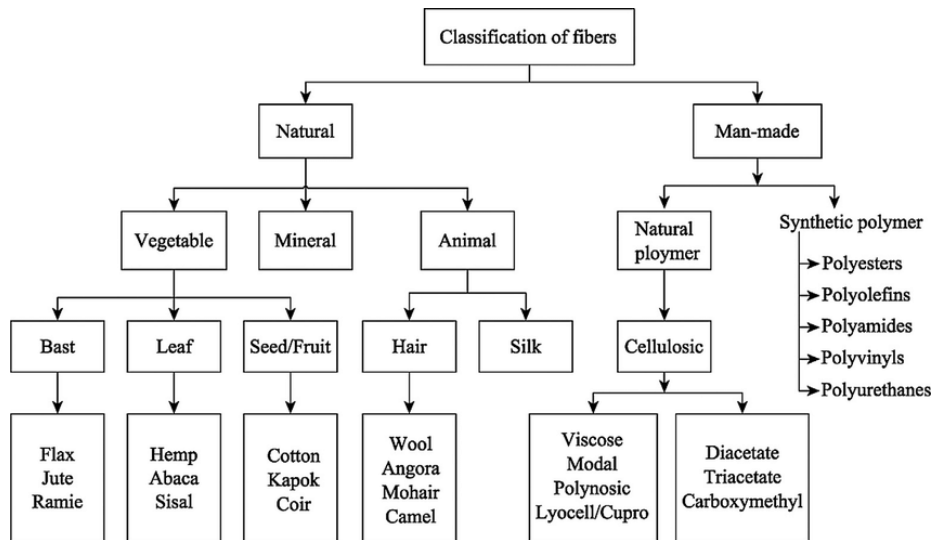 Classification of fibers
Natural
Man-made
Vegetable
Mineral
Animal
Natural
ploymer
Synthetic polymer
Polyesters
Polyolefins
Polyamides
Polyvinyls
Polyurethanes
Bast
Leaf
Seed/Fruit
Hair
Silk
Cellulosic
Flax
Jute
Ramie
Hemp
Abaca
Sisal
Cotton
Kapok
Coir
Wool
Angora
Mohair
Camel
Viscose
Modal
Polynosic
Lyocell/Cupro
Diacetate
Triacetate
Carboxymethyl